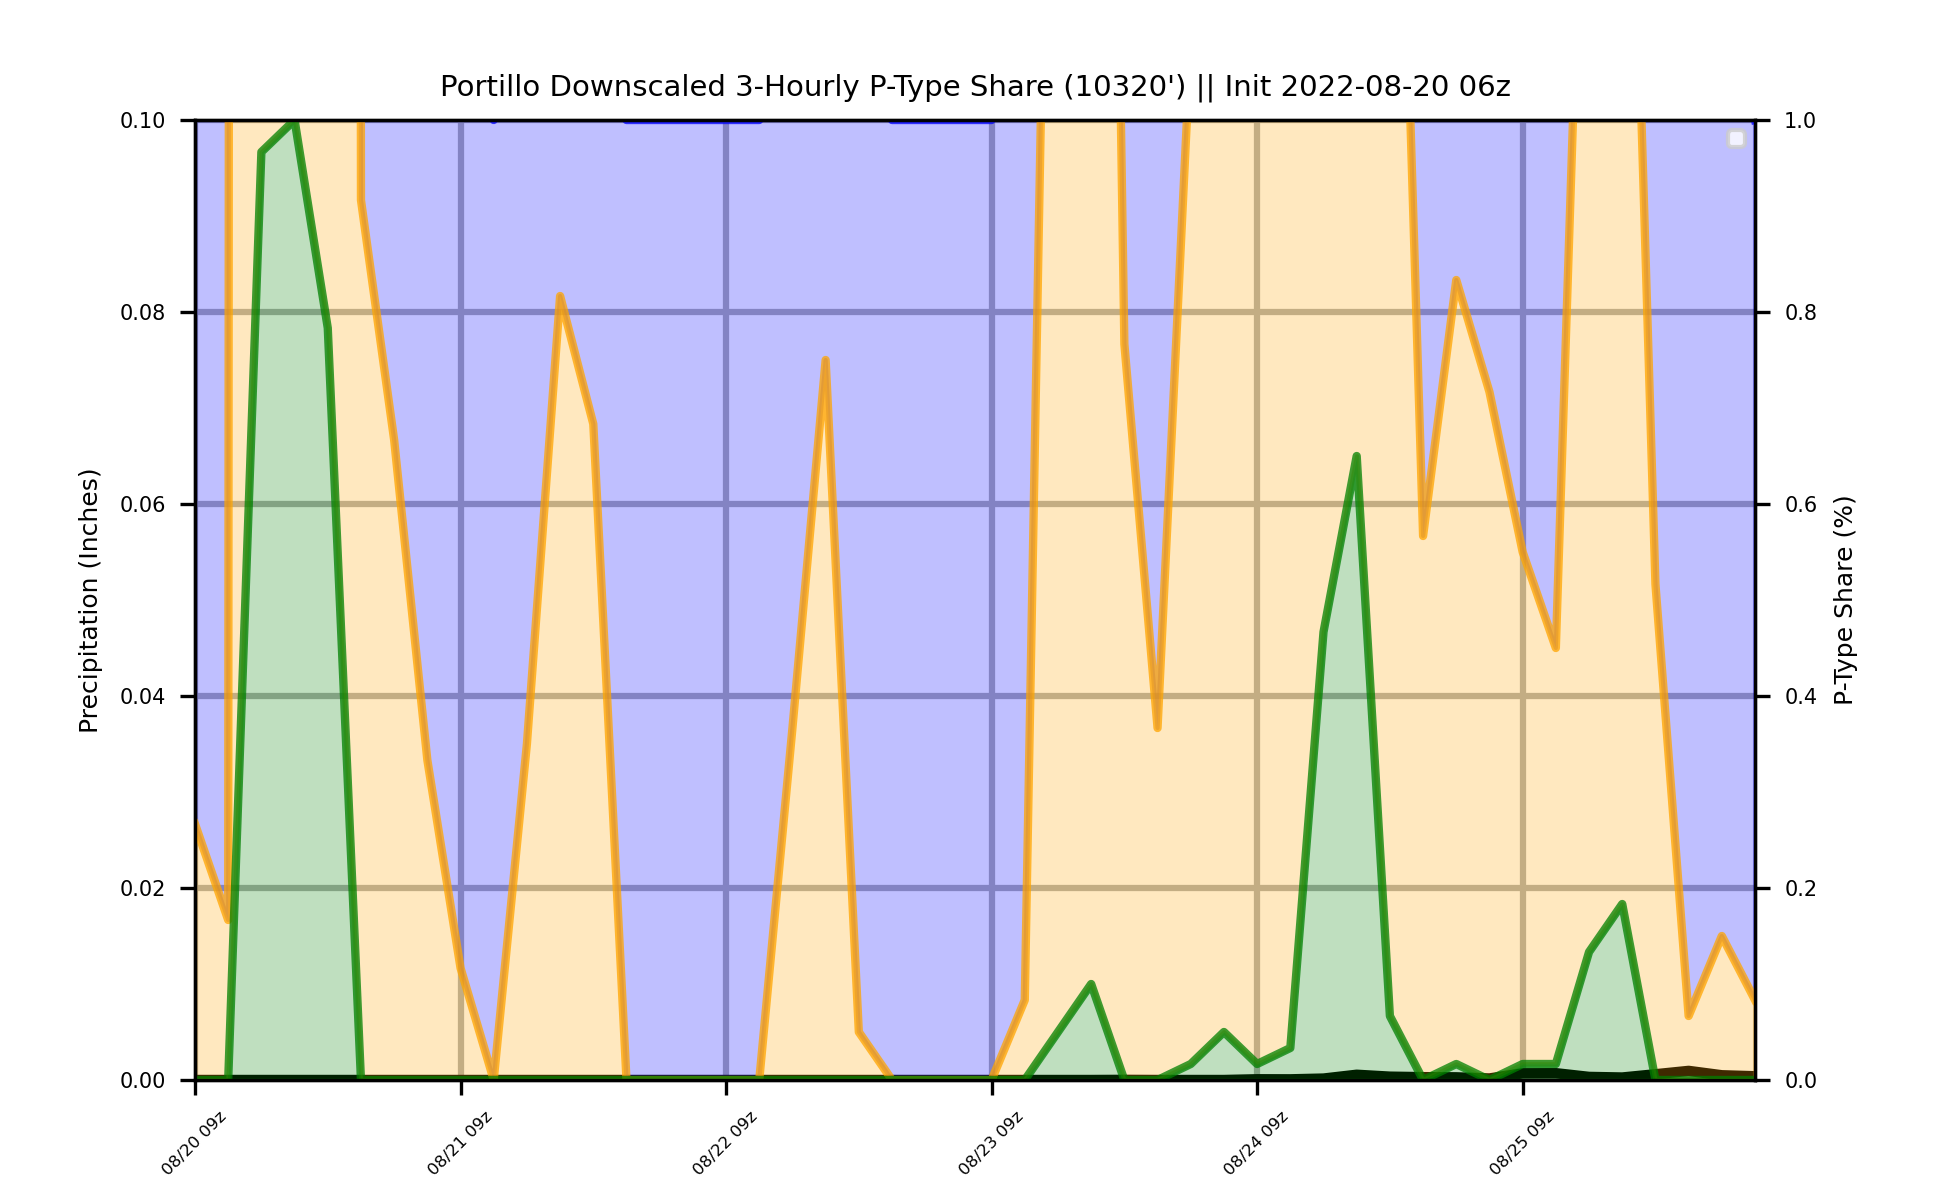 Portillo Downscaled 3-Hourly P-Type Share (10320') || Init 2022-08-20 06z
Precipitation (Inches)
0.10
0.08
0.06
0.04
0.02
0.00
1.0
0.8
0.6
0.4
0.2
0.0
P-Type Share (%)
08/20 09z
08/21 09z
08/22 09z
08/23 09z
08/24 09z
08/25 09z